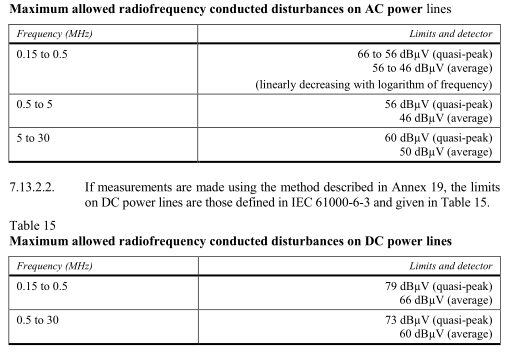 Maximum allowed radiofrequency conducted disturbances on AC power lines
Frequency (MHz) Limits and detector
0.15 to 0.5 66 to 56 dBµV (quasi-peak)
56 to 46 dBµV (average)
(linearly decreasing with logarithm of frequency)
0.5 to 5 56 dBµV (quasi-peak)
46 dBµV (average)
5 to 30 60 dBµV (quasi-peak)
50 dBµV (average)
7.13.2.2. If measurements are made using the method described in Annex 19, the limits
on DC power lines are those defined in IEC 61000-6-3 and given in Table 15.
Table 15
Maximum allowed radiofrequency conducted disturbances on DC power lines
Frequency (MHz) Limits and detector
0.15 to 0.5 79 dBµV (quasi-peak)
66 dBµV (average)
0.5 to 30 73 dBµV (quasi-peak)
60 dBµV (average)